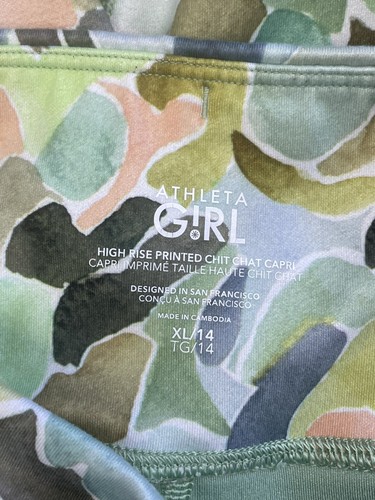 ATHLETA
GIRL
HIGH RISE PRINTED CHIT CHAT CAPRI
CAPRI IMPRIMÉ TAILLE HAUTE CHIT CHAT
DESIGNED IN SAN FRANCISCO
CONÇU À SAN FRANCISCO
MADE IN CAMBODIA
XL/14
TG/14